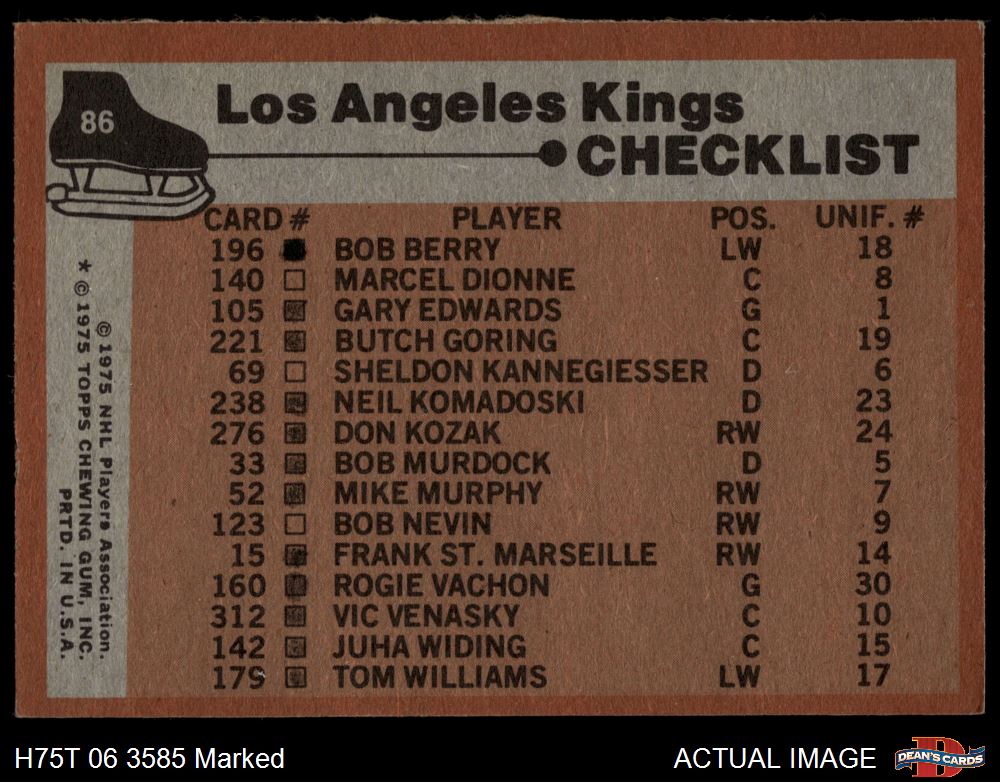 86
Los Angeles Kings
CHECKLIST
CARD # PLAYER POS. UNIF. #
196 BOB BERRY LW 18
140 MARCEL DIONNE C 8
105 GARY EDWARDS G 1
221 BUTCH GORING C 19
69 SHELDON KANNEGIESSER D 6
238 NEIL KOMADOSKI D 23
276 DON KOZAK RW 24
33 BOB MURDOCK D 5
52 MIKE MURPHY RW 7
123 BOB NEVIN RW 9
15 FRANK ST. MARSEILLE RW 14
160 ROGIE VACHON G 30
312 VIC VENASKY C 10
142 JUHA WIDING C 15
179 TOM WILLIAMS LW 17
© 1975 NHL Players Association.
* © 1975 TOPPS CHEWING GUM, INC.
PRTD. IN U.S.A.
H75T 06 3585 Marked
ACTUAL IMAGE
D
DEAN'S CARDS